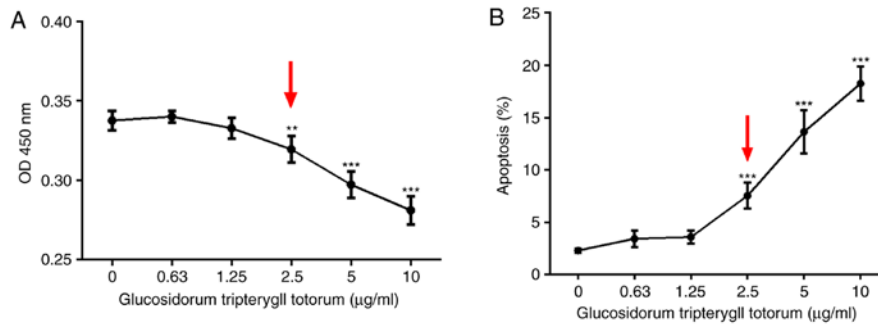 A
OD 450 nm
0.40
0.35
0.30
0.25
**
***
***
0 0.63 1.25 2.5 5 10
Glucosidorum tripterygll totorum (μg/ml)
B
Apoptosis (%)
25
20
15
10
5
0
***
***
***
0 0.63 1.25 2.5 5 10
Glucosidorum tripterygll totorum (μg/ml)